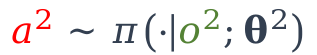 a² ~ π(·|o²; θ²)